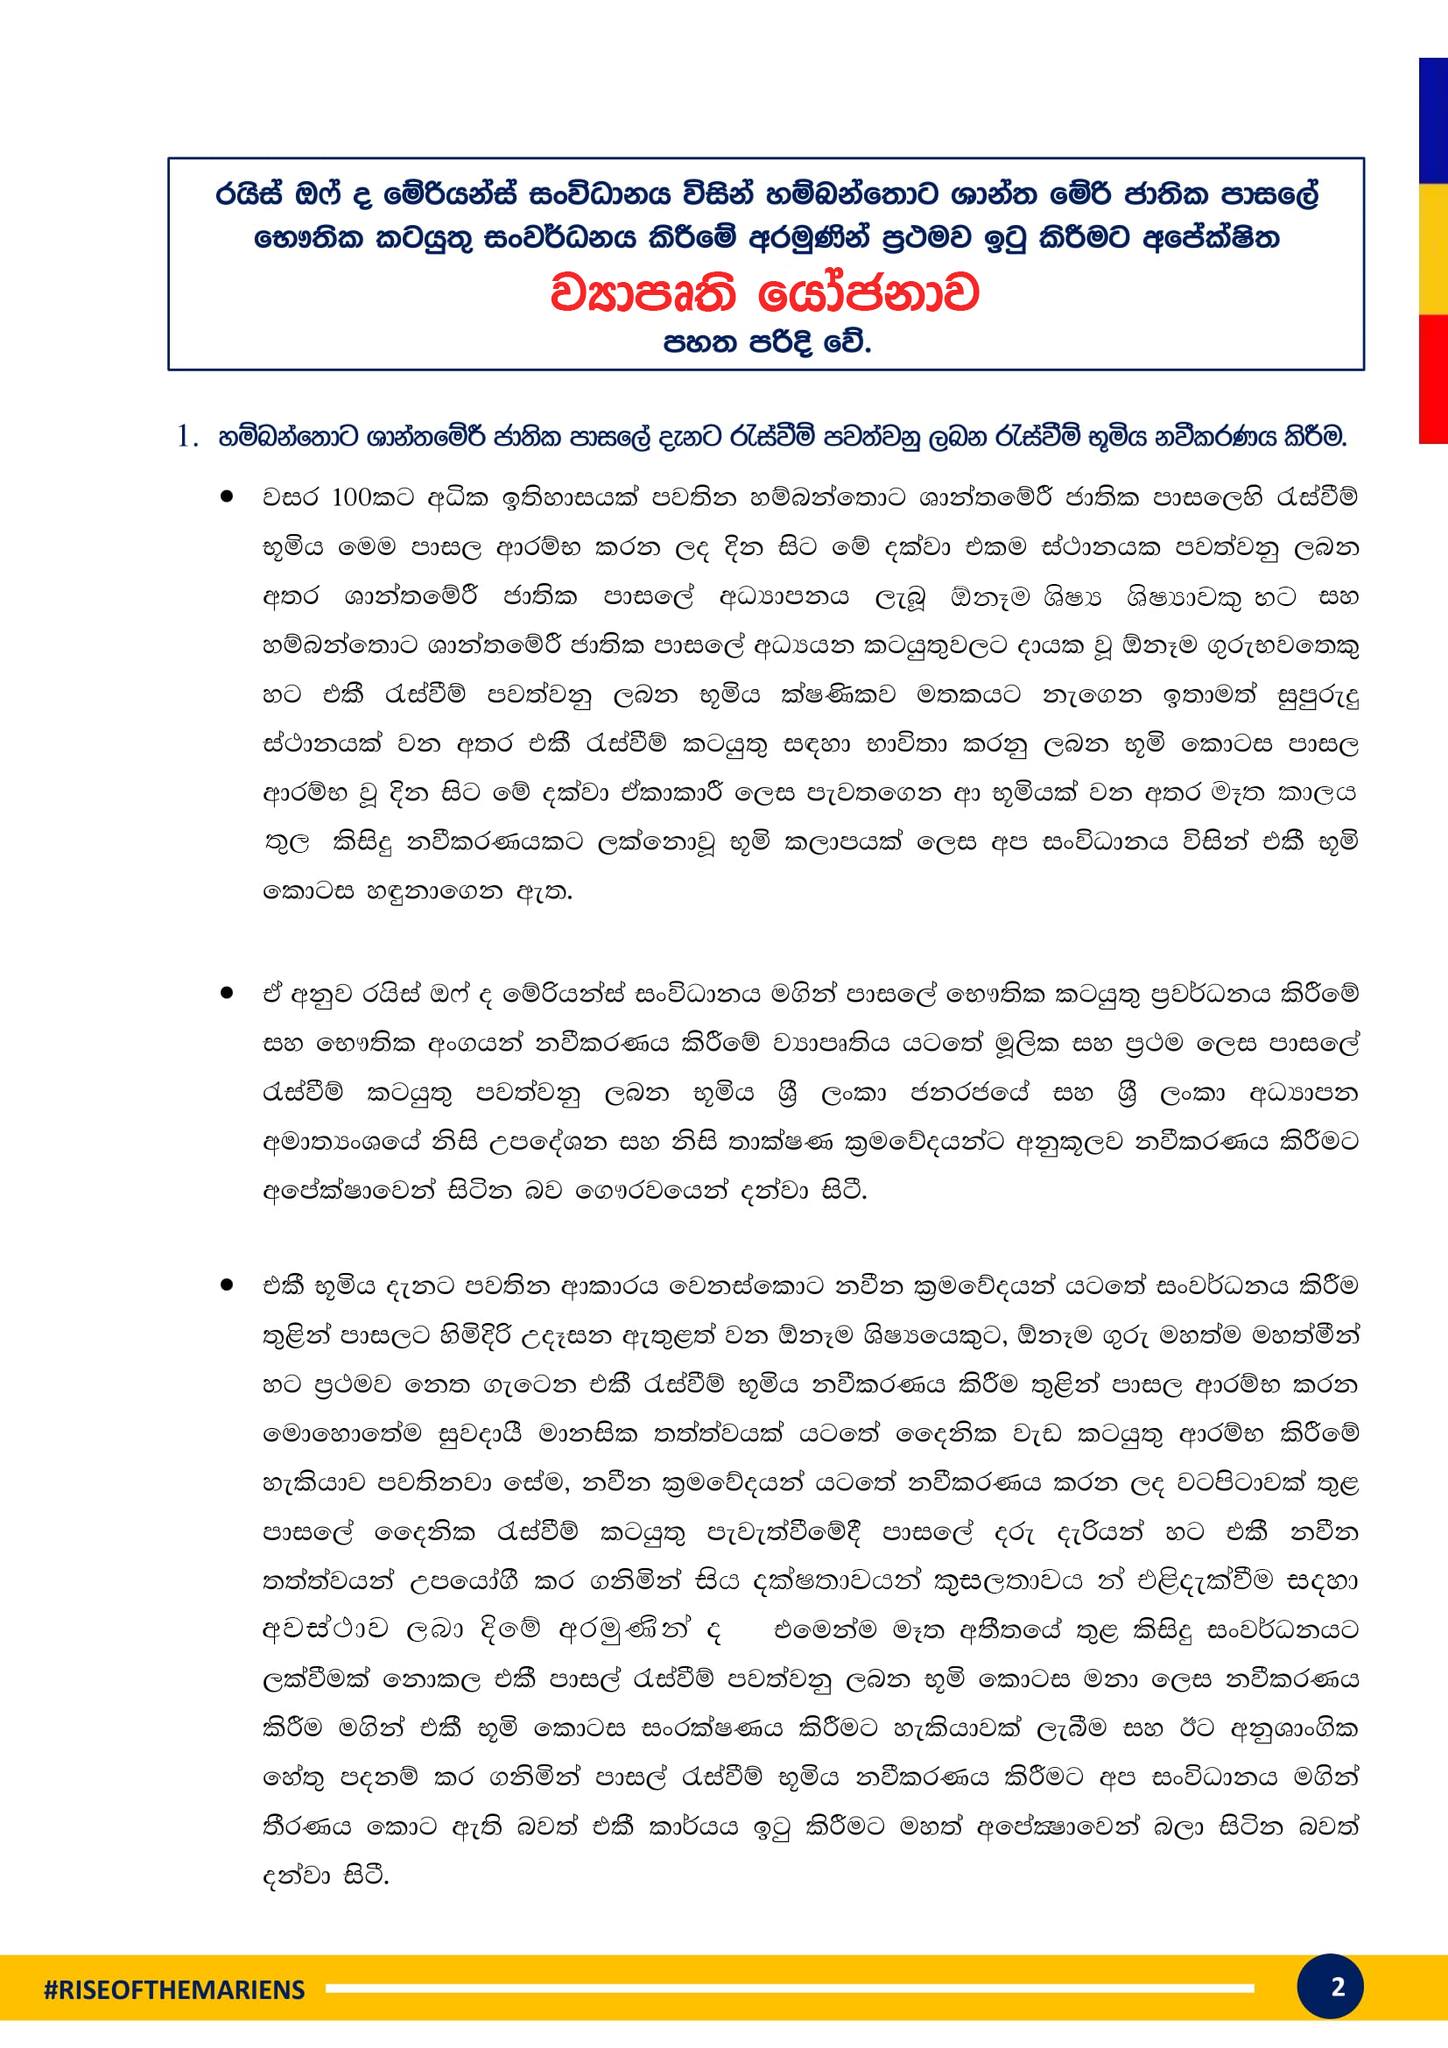 රයිස් ඔෆ් ද මේරියන්ස් සංවිධානය විසින් හම්බන්තොට ශාන්ත මේරි ජාතික පාසලේ
භෞතික කටයුතු සංවර්ධනය කිරීමේ අරමුණින් ප්‍රථමව ඉටු කිරීමට අපේක්ෂිත
ව්‍යාපෘති යෝජනාව
පහත පරිදි වේ.
1. හම්බන්තොට ශාන්තමේරී ජාතික පාසලේ දැනට රැස්වීම් පවත්වනු ලබන රැස්වීම් භූමිය නවීකරණය කිරීම.
● වසර 100කට අධික ඉතිහාසයක් පවතින හම්බන්තොට ශාන්තමේරී ජාතික පාසලෙහි රැස්වීම්
භූමිය මෙම පාසල ආරම්භ කරන ලද දින සිට මේ දක්වා එකම ස්ථානයක පවත්වනු ලබන
අතර ශාන්තමේරී ජාතික පාසලේ අධ්‍යාපනය ලැබූ ඕනෑම ශිෂ්‍ය ශිෂ්‍යාවකු හට සහ
හම්බන්තොට ශාන්තමේරී ජාතික පාසලේ අධ්‍යයන කටයුතුවලට දායක වූ ඕනෑම ගුරුභවතෙකු
හට එකී රැස්වීම් පවත්වනු ලබන භූමිය ක්ෂණිකව මතකයට නැගෙන ඉතාමත් සුපුරුදු
ස්ථානයක් වන අතර එකී රැස්වීම් කටයුතු සඳහා භාවිතා කරනු ලබන භූමි කොටස පාසල
ආරම්භ වූ දින සිට මේ දක්වා ඒකාකාරී ලෙස පැවතගෙන ආ භූමියක් වන අතර මෑත කාලය
තුල කිසිදු නවීකරණයකට ලක්නොවූ භූමි කලාපයක් ලෙස අප සංවිධානය විසින් එකී භූමි
කොටස හඳුනාගෙන ඇත.
● ඒ අනුව රයිස් ඔෆ් ද මේරියන්ස් සංවිධානය මගින් පාසලේ භෞතික කටයුතු ප්‍රවර්ධනය කිරීමේ
සහ භෞතික අංගයන් නවීකරණය කිරීමේ ව්‍යාපෘතිය යටතේ මූලික සහ ප්‍රථම ලෙස පාසලේ
රැස්වීම් කටයුතු පවත්වනු ලබන භූමිය ශ්‍රී ලංකා ජනරජයේ සහ ශ්‍රී ලංකා අධ්‍යාපන
අමාත්‍යංශයේ නිසි උපදේශන සහ නිසි තාක්ෂණ ක්‍රමවේදයන්ට අනුකූලව නවීකරණය කිරීමට
අපේක්ෂාවෙන් සිටින බව ගෞරවයෙන් දන්වා සිටී.
● එකී භූමිය දැනට පවතින ආකාරය වෙනස්කොට නවීන ක්‍රමවේදයන් යටතේ සංවර්ධනය කිරීම
තුළින් පාසලට හිමිදිරි උදෑසන ඇතුළත් වන ඕනෑම ශිෂ්‍යයෙකුට, ඕනෑම ගුරු මහත්ම මහත්මීන්
හට ප්‍රථමව නෙත ගැටෙන එකී රැස්වීම් භූමිය නවීකරණය කිරීම තුළින් පාසල ආරම්භ කරන
මොහොතේම සුවදායී මානසික තත්ත්වයක් යටතේ දෛනික වැඩ කටයුතු ආරම්භ කිරීමේ
හැකියාව පවතිනවා සේම, නවීන ක්‍රමවේදයන් යටතේ නවීකරණය කරන ලද වටපිටාවක් තුළ
පාසලේ දෛනික රැස්වීම් කටයුතු පැවැත්වීමේදී පාසලේ දරු දැරියන් හට එකී නවීන
තත්ත්වයන් උපයෝගී කර ගනිමින් සිය දක්ෂතාවයන් කුසලතාවය න් එළිදැක්වීම සදහා
අවස්ථාව ලබා දිමේ අරමුණින් ද එමෙන්ම මෑත අතීතයේ තුළ කිසිදු සංවර්ධනයට
ලක්වීමක් නොකල එකී පාසල් රැස්වීම් පවත්වනු ලබන භූමි කොටස මනා ලෙස නවීකරණය
කිරීම මගින් එකී භූමි කොටස සංරක්ෂණය කිරීමට හැකියාවක් ලැබීම සහ ඊට අනුශාංගික
හේතු පදනම් කර ගනිමින් පාසල් රැස්වීම් භූමිය නවීකරණය කිරීමට අප සංවිධානය මගින්
තීරණය කොට ඇති බවත් එකී කාර්යය ඉටු කිරීමට මහත් අපේක්‍ෂාවෙන් බලා සිටින බවත්
දන්වා සිටී.
#RISEOFTHEMARIENS 2